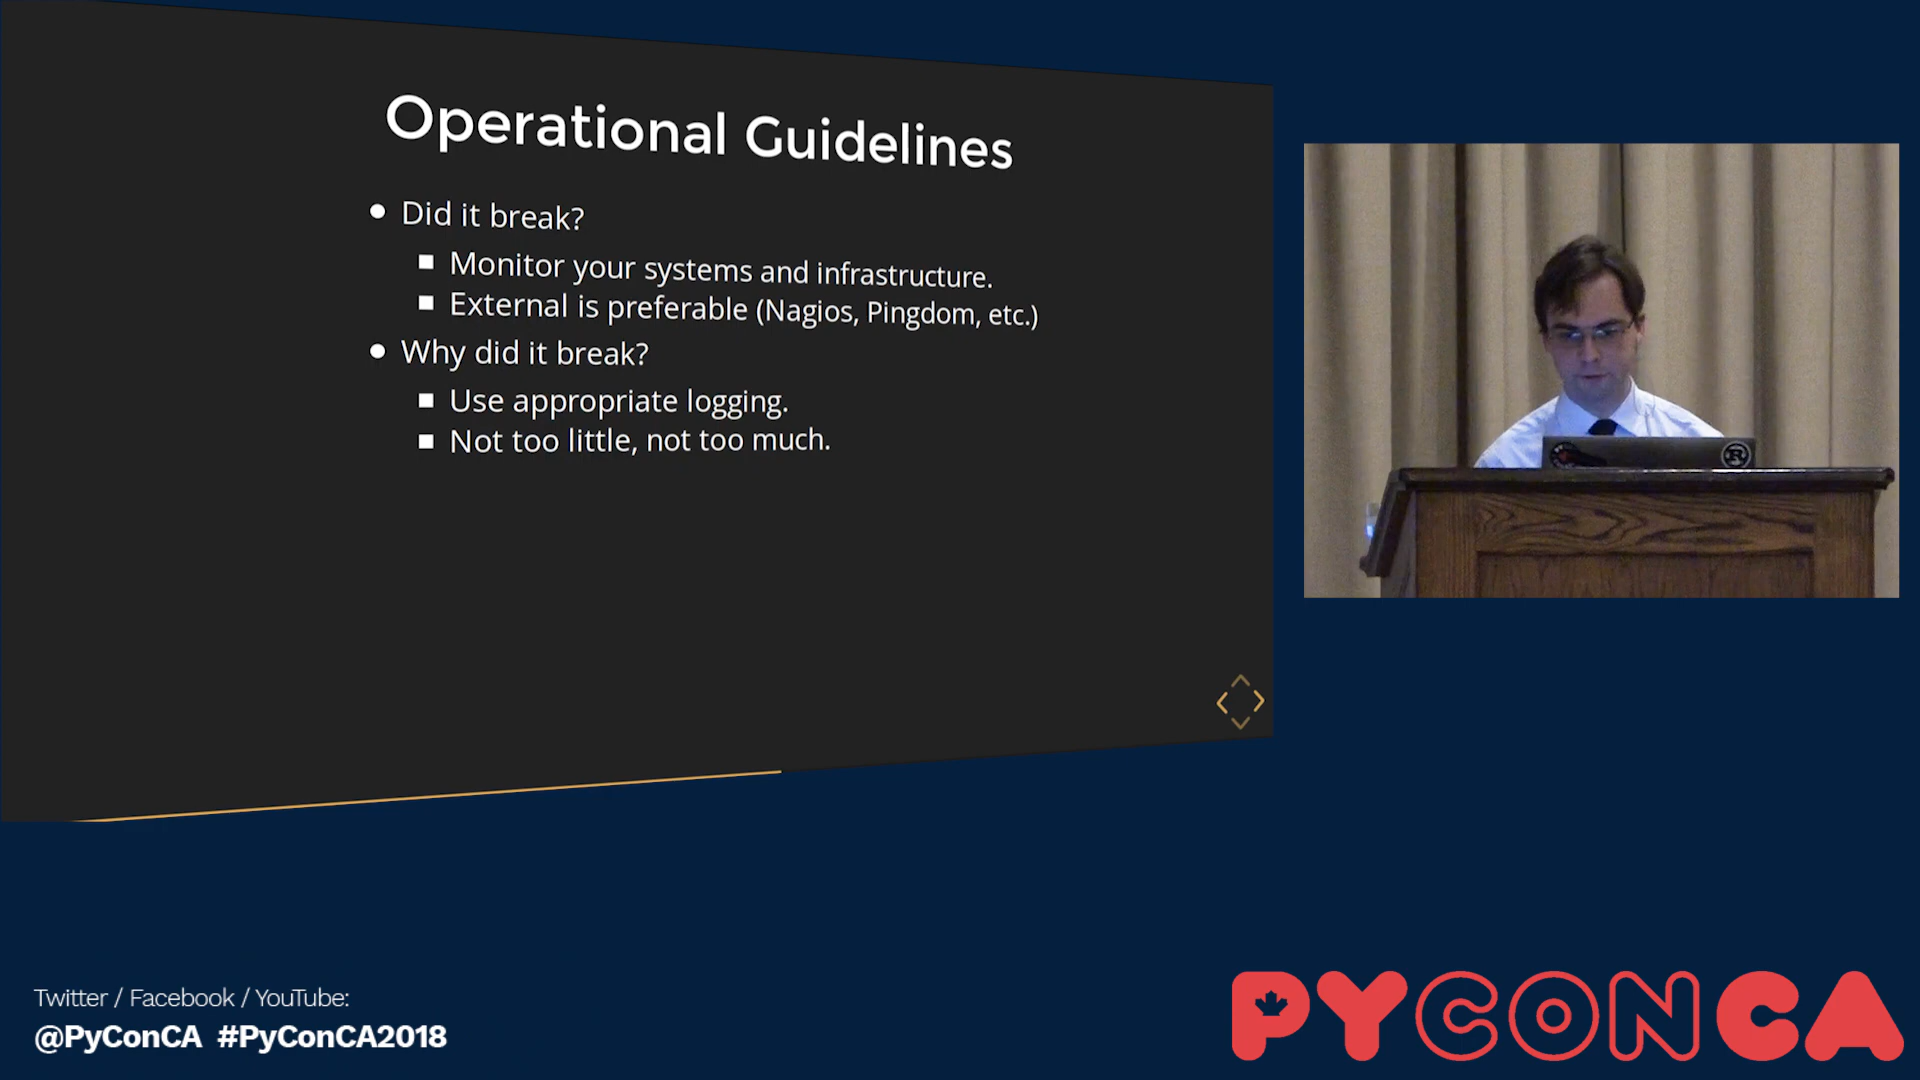 Operational Guidelines
Did it break?
Monitor your systems and infrastructure.
External is preferable (Nagios, Pingdom, etc.)
Why did it break?
Use appropriate logging.
Not too little, not too much.
R
Twitter / Facebook / YouTube:
@PyConCA #PyConCA2018
PYCONCA